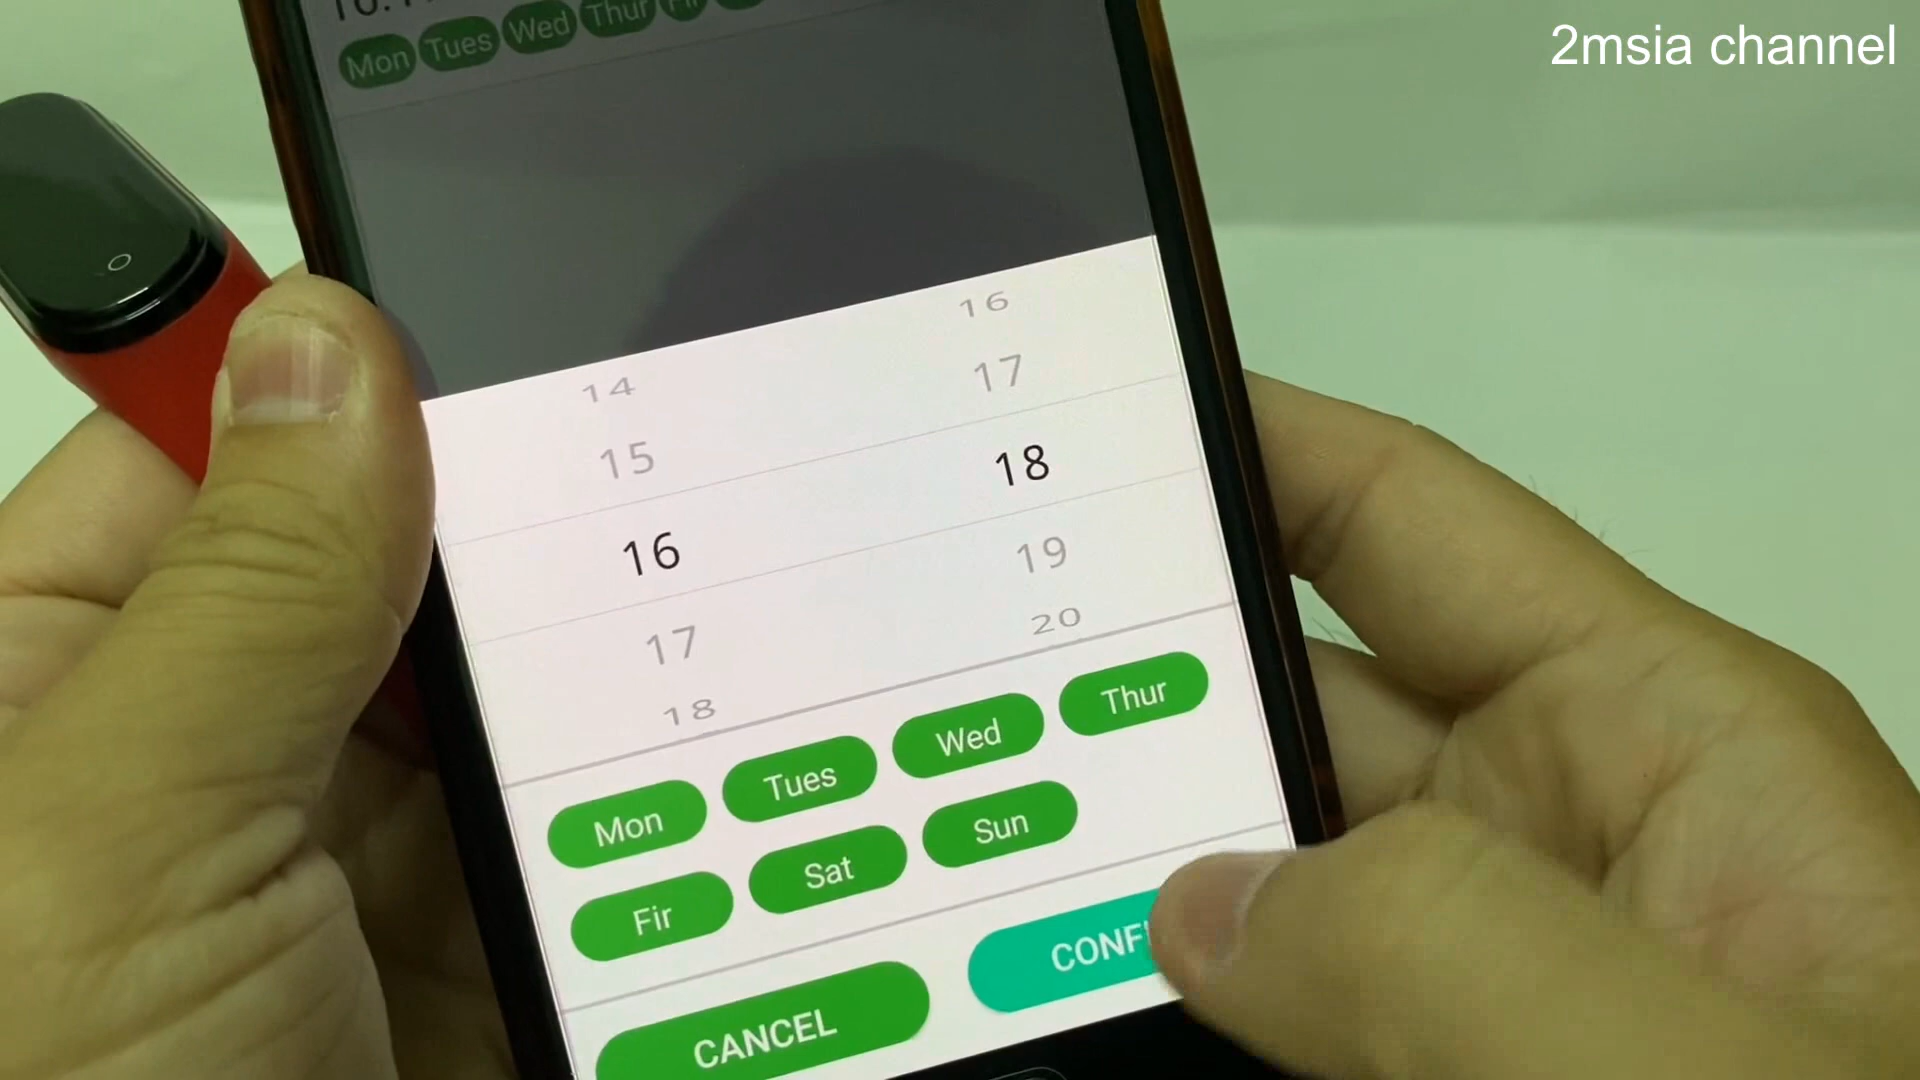 2msia channel
Mon Tues Wed Thur
14 16
15 17
16 18
17 19
18 20
Mon Tues Wed Thur
Fir Sat Sun
CANCEL